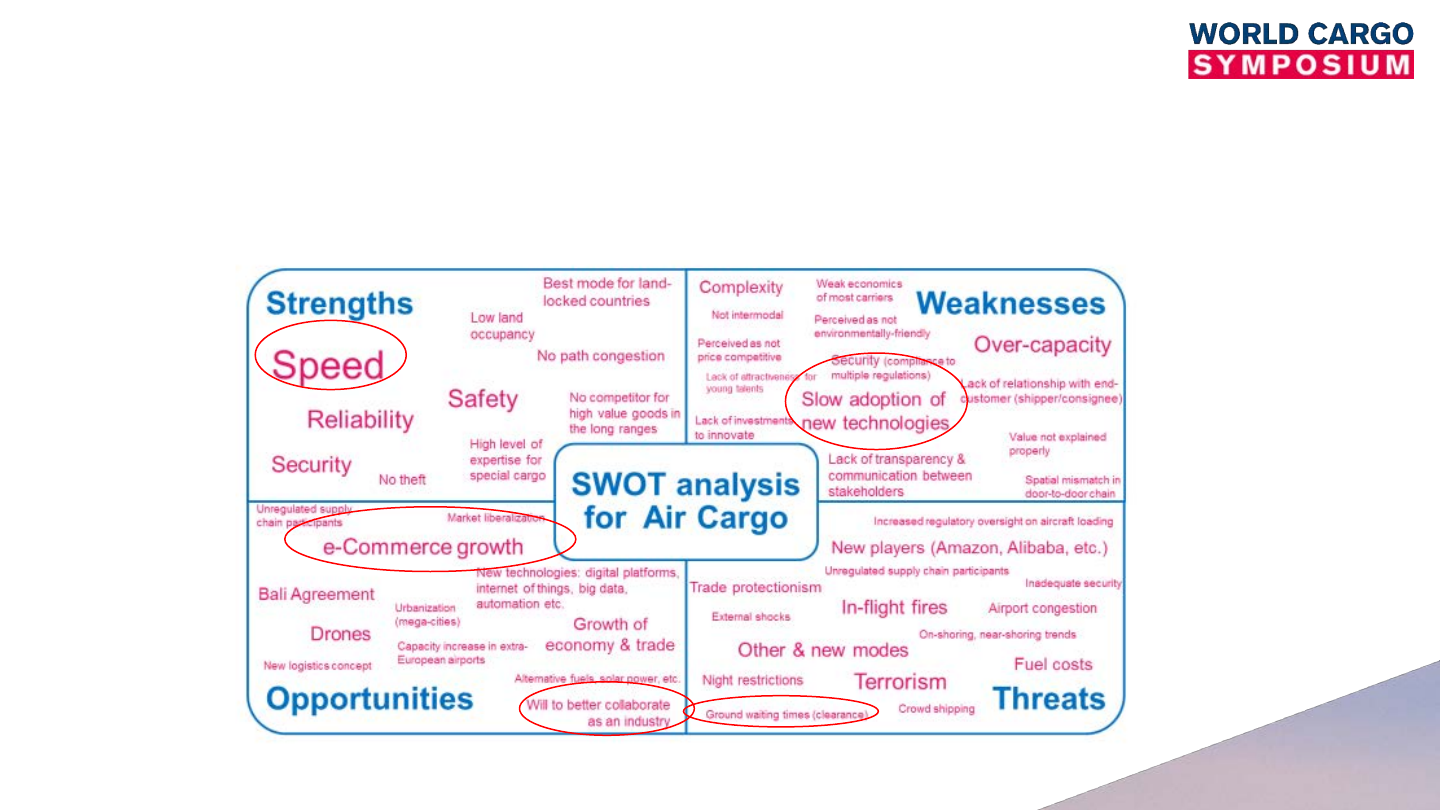 WORLD CARGO
SYMPOSIUM
Strengths
Best mode for land-
locked countries
Low land
occupancy
No path congestion
Speed
Safety
Reliability
No competitor for
high value goods in
the long ranges
High level of
expertise for
special cargo
Security
No theft
Complexity
Weak economics
of most carriers
Weaknesses
Not intermodal
Perceived as not
environmentally-friendly
Perceived as not
price competitive
Over-capacity
Security (compliance to
multiple regulations)
Lack of attractiveness for
young talents
Lack of relationship with end-
customer (shipper/consignee)
Slow adoption of
new technologies
Lack of investments
to innovate
Value not explained
properly
Lack of transparency &
communication between
stakeholders
Spatial mismatch in
door-to-door chain
SWOT analysis
for Air Cargo
Unregulated supply
chain participants
Market liberalization
e-Commerce growth
New technologies: digital platforms,
internet of things, big data,
automation etc.
Bali Agreement
Urbanization
(mega-cities)
Drones
Growth of
economy & trade
Capacity increase in extra-
European airports
New logistics concept
Alternative fuels, solar power, etc.
Opportunities
Will to better collaborate
as an industry
Increased regulatory oversight on aircraft loading
New players (Amazon, Alibaba, etc.)
Unregulated supply chain participants
Trade protectionism
Inadequate security
In-flight fires
Airport congestion
External shocks
On-shoring, near-shoring trends
Other & new modes
Fuel costs
Night restrictions
Terrorism
Threats
Ground waiting times (clearance)
Crowd shipping